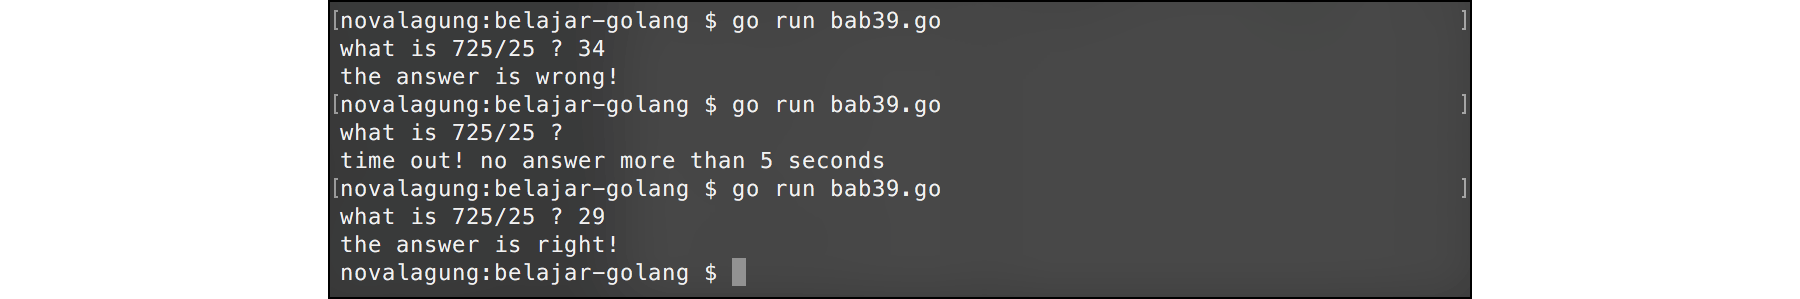 [novalagung:belajar-golang $ go run bab39.go ]
what is 725/25 ? 34
the answer is wrong!
[novalagung:belajar-golang $ go run bab39.go ]
what is 725/25 ?
time out! no answer more than 5 seconds
[novalagung:belajar-golang $ go run bab39.go ]
what is 725/25 ? 29
the answer is right!
novalagung:belajar-golang $